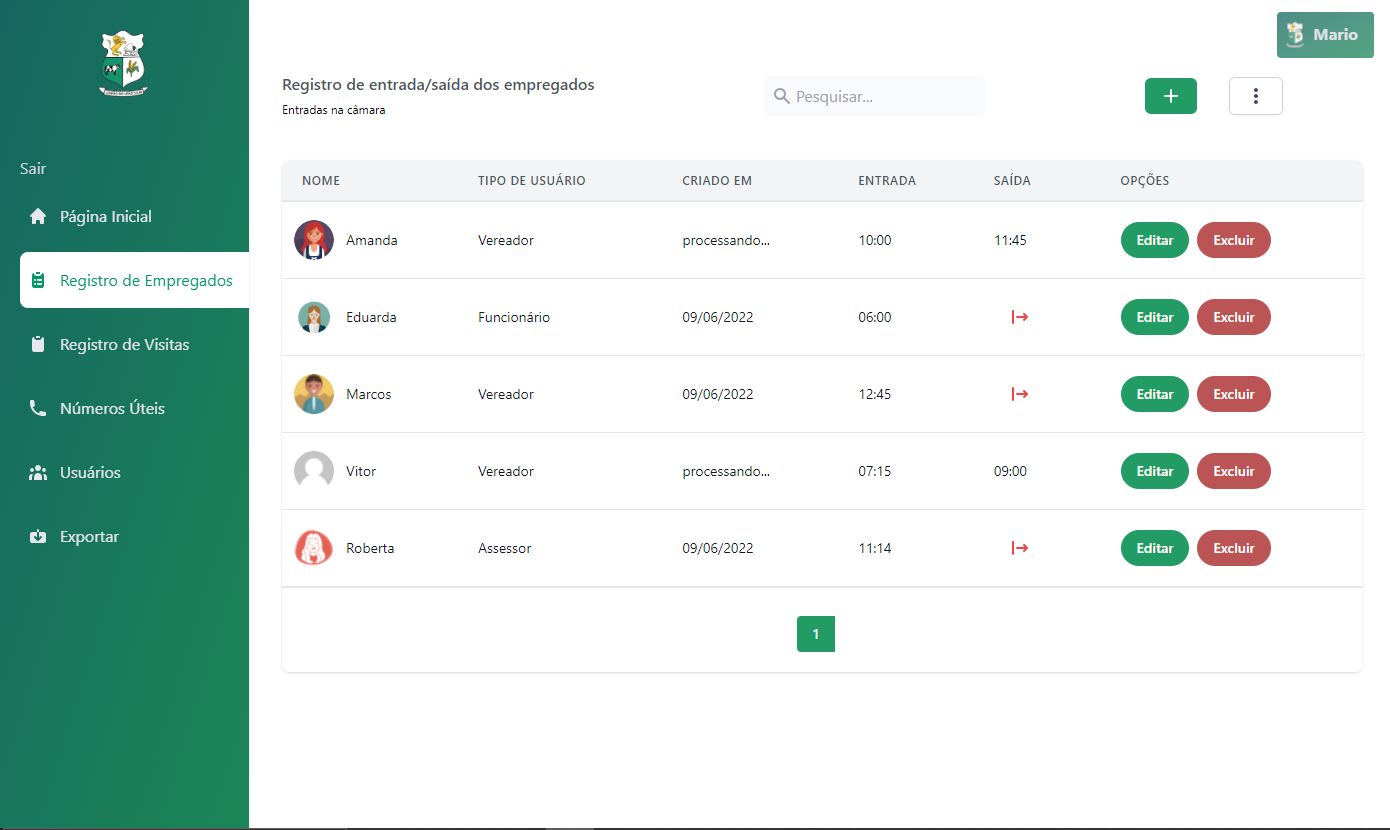 Mario
Registro de entrada/saída dos empregados
Entradas na câmara
Pesquisar...
+
Sair
Página Inicial
Registro de Empregados
Registro de Visitas
Números Úteis
Usuários
Exportar
NOME TIPO DE USUÁRIO CRIADO EM ENTRADA SAÍDA OPÇÕES
Amanda Vereador processando... 10:00 11:45 Editar Excluir
Eduarda Funcionário 09/06/2022 06:00 Editar Excluir
Marcos Vereador 09/06/2022 12:45 Editar Excluir
Vitor Vereador processando... 07:15 09:00 Editar Excluir
Roberta Assessor 09/06/2022 11:14 Editar Excluir
1